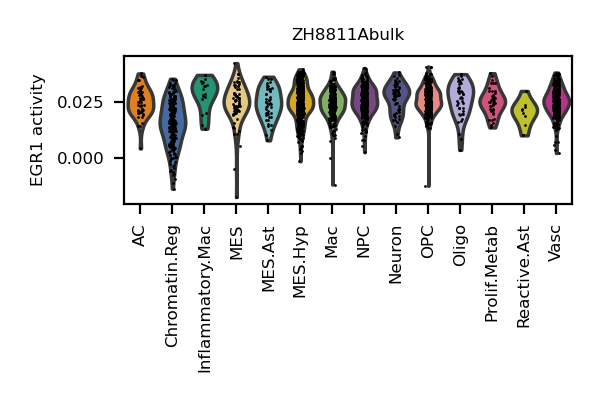 ZH8811Abulk
EGR1 activity
0.025
0.000
AC
Chromatin.Reg
Inflammatory.Mac
MES
MES.Ast
MES.Hyp
Mac
NPC
Neuron
OPC
Oligo
Prolif.Metab
Reactive.Ast
Vasc